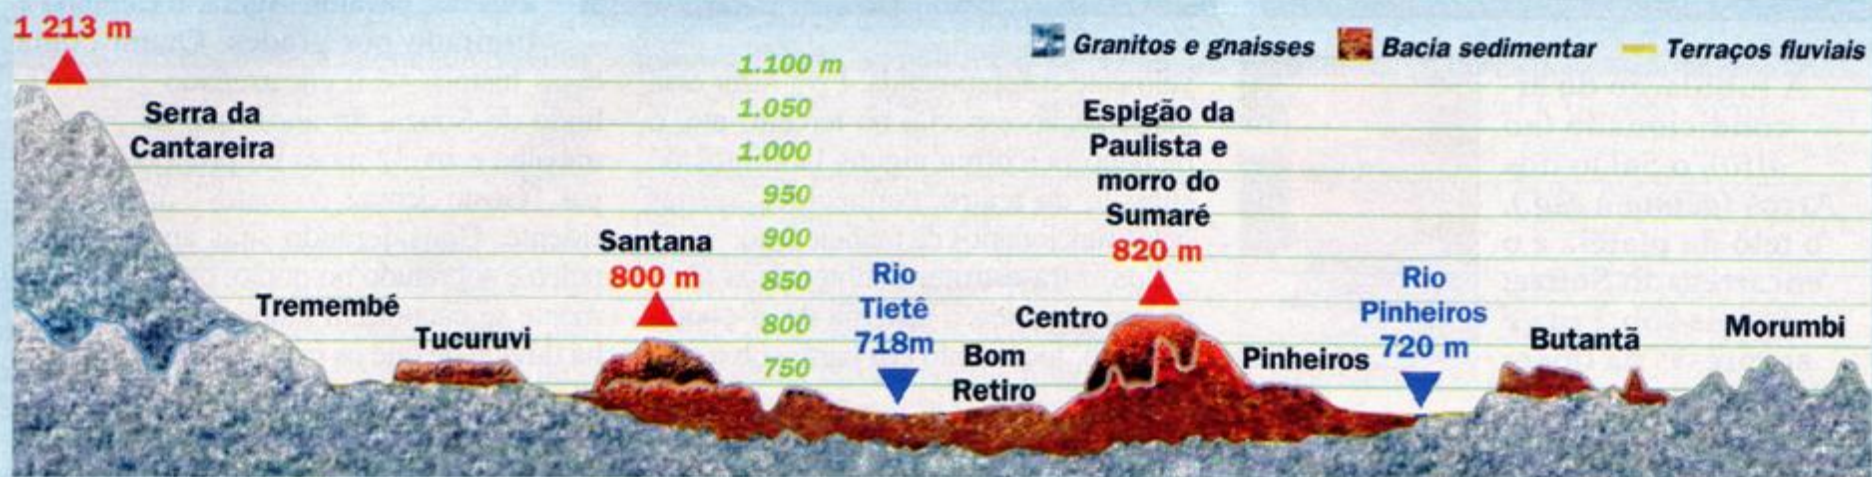 1 213 m
Granitos e gnaisses
Bacia sedimentar
Terraços fluviais
Serra da
Cantareira
1.100 m
1.050
1.000
950
900
850
800
750
Espigão da
Paulista e
morro do
Sumaré
820 m
Santana
800 m
Tremembé
Tucuruvi
Rio
Tietê
718m
Bom
Retiro
Centro
Pinheiros
Rio
Pinheiros
720 m
Butantã
Morumbi